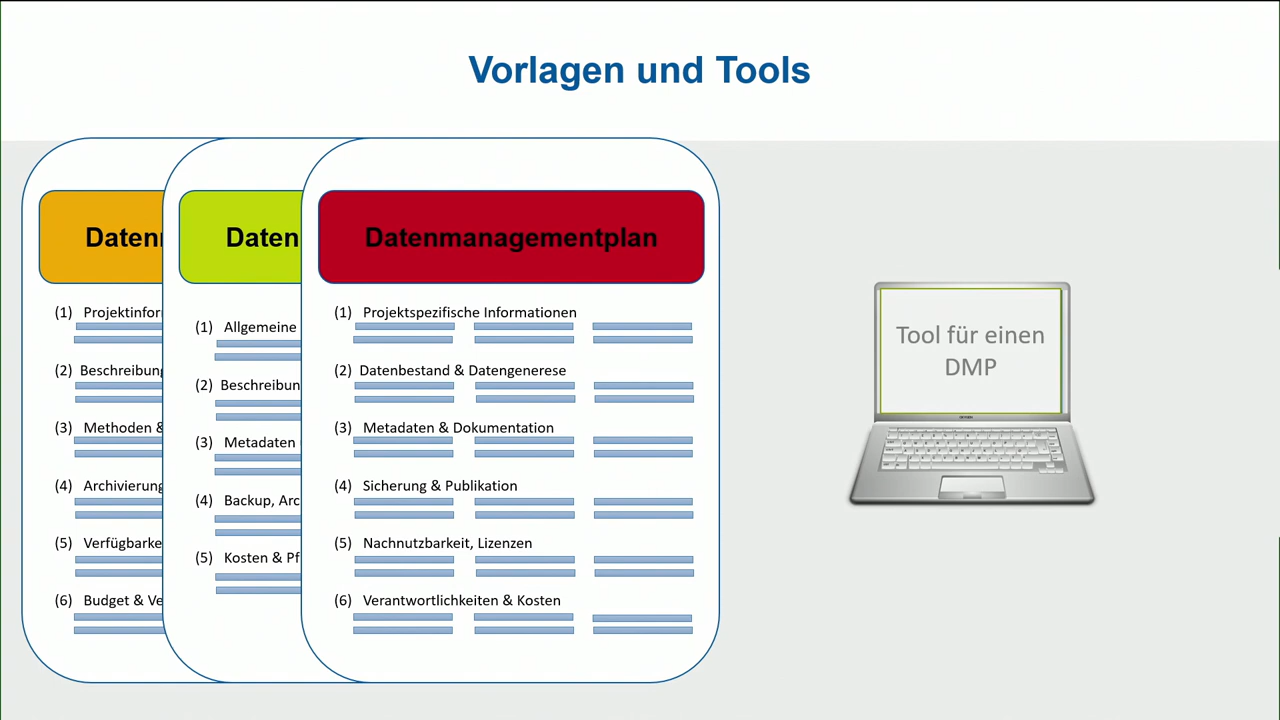 Vorlagen und Tools
Daten
(1) Projektinfor
(2) Beschreibung
(3) Methoden &
(4) Archivierung
(5) Verfügbarke
(6) Budget & Ve
Daten
(1) Allgemeine
(2) Beschreibun
(3) Metadaten
(4) Backup, Arc
(5) Kosten & Pf
Datenmanagementplan
(1) Projektspezifische Informationen
(2) Datenbestand & Datengenerese
(3) Metadaten & Dokumentation
(4) Sicherung & Publikation
(5) Nachnutzbarkeit, Lizenzen
(6) Verantwortlichkeiten & Kosten
Tool für einen
DMP